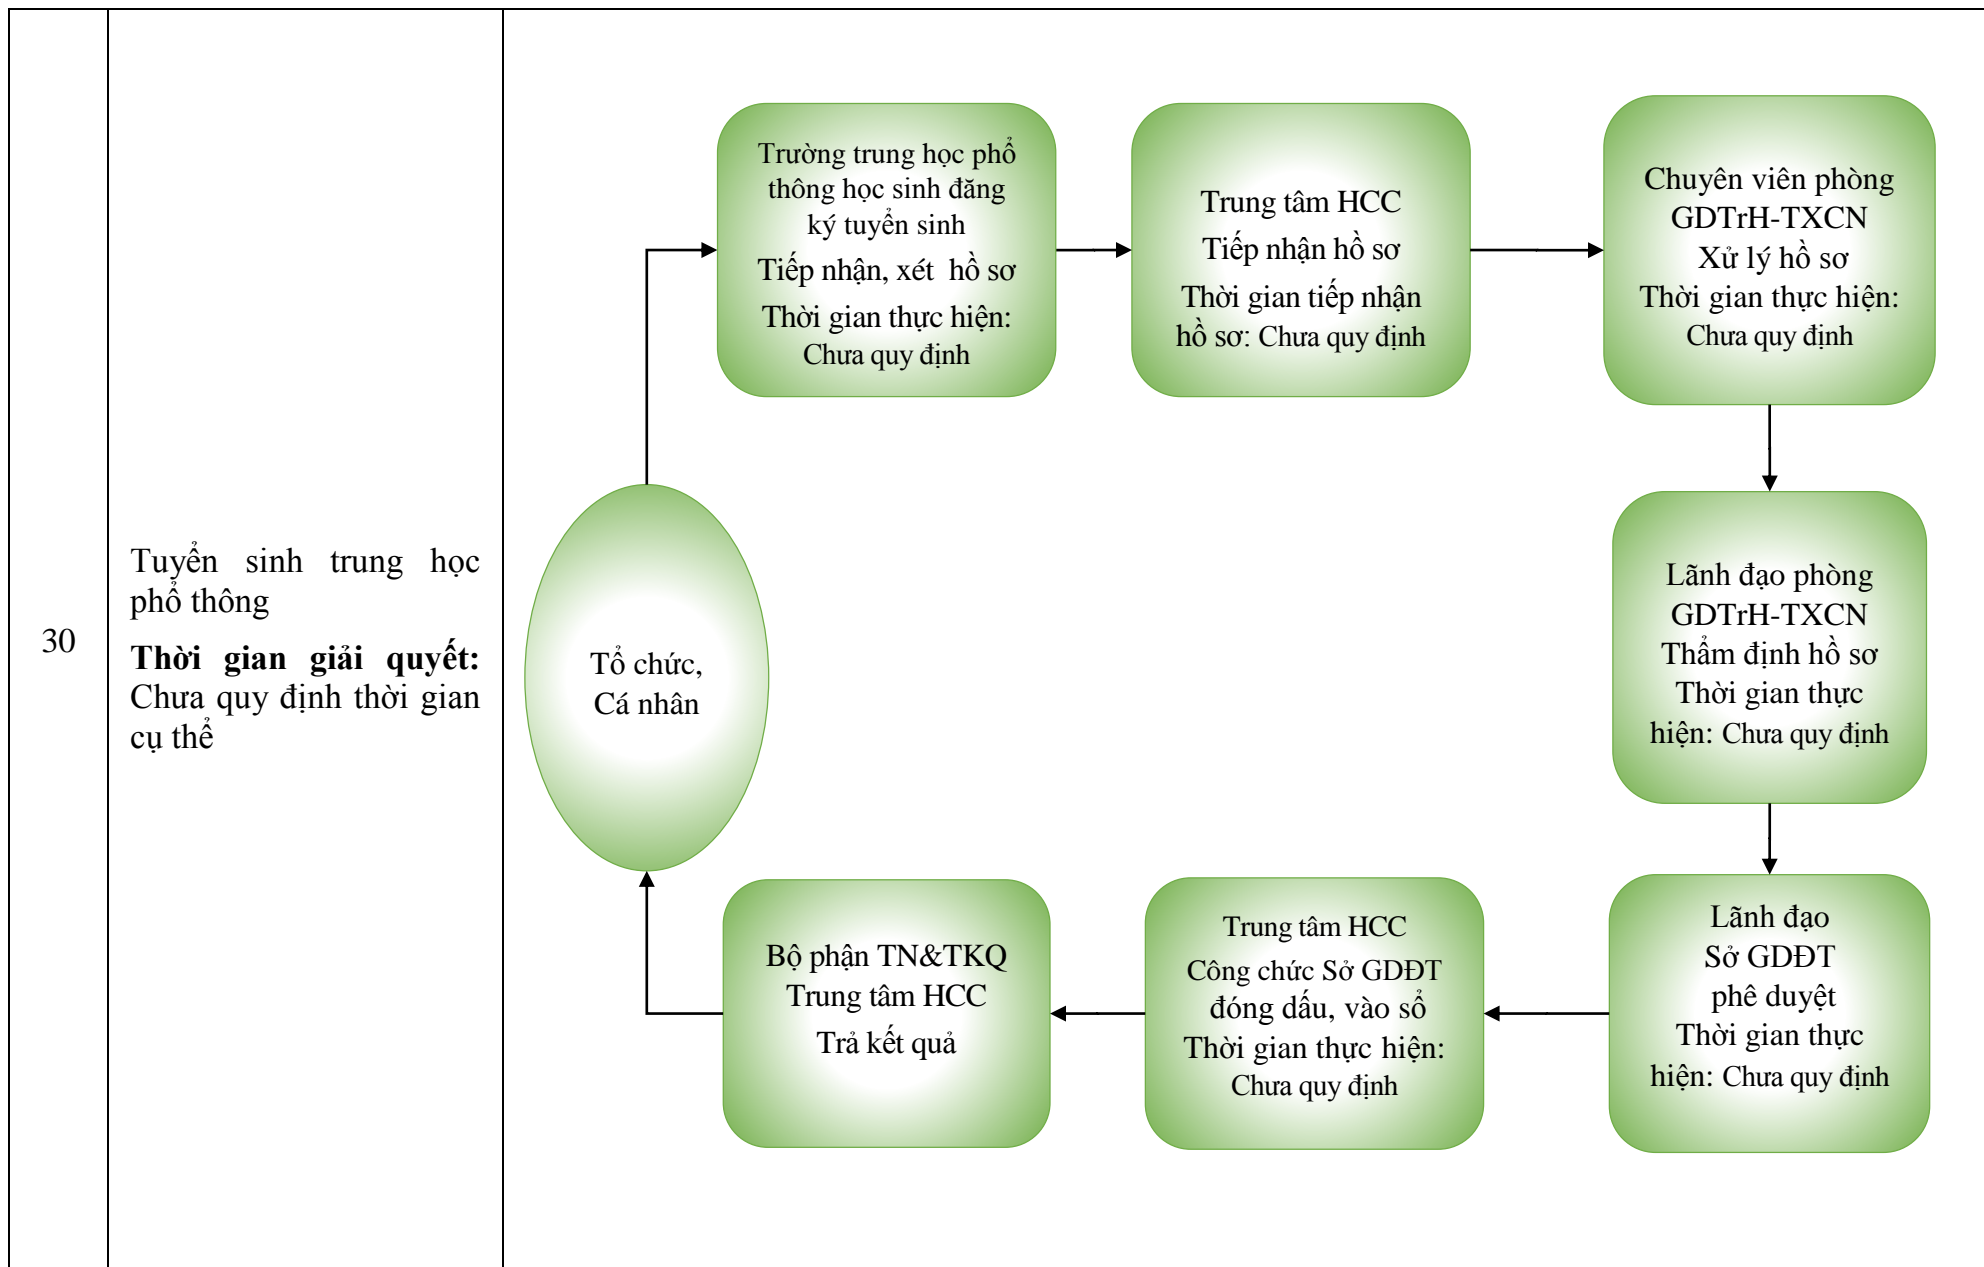 30
Tuyển sinh trung học
phổ thông
Thời gian giải quyết:
Chưa quy định thời gian
cụ thể
Tổ chức,
Cá nhân
Trường trung học phổ
thông học sinh đăng
ký tuyển sinh
Tiếp nhận, xét hồ sơ
Thời gian thực hiện:
Chưa quy định
Trung tâm HCC
Tiếp nhận hồ sơ
Thời gian tiếp nhận
hồ sơ: Chưa quy định
Chuyên viên phòng
GDTrH-TXCN
Xử lý hồ sơ
Thời gian thực hiện:
Chưa quy định
Lãnh đạo phòng
GDTrH-TXCN
Thẩm định hồ sơ
Thời gian thực
hiện: Chưa quy định
Lãnh đạo
Sở GDĐT
phê duyệt
Thời gian thực
hiện: Chưa quy định
Trung tâm HCC
Công chức Sở GDĐT
đóng dấu, vào sổ
Thời gian thực hiện:
Chưa quy định
Bộ phận TN&TKQ
Trung tâm HCC
Trả kết quả